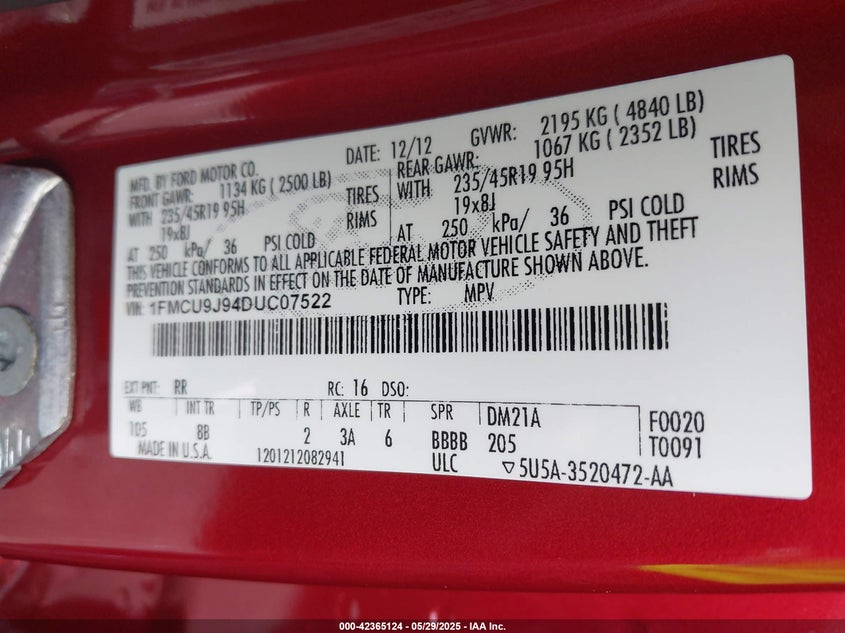 MFD. BY FORD MOTOR CO.
DATE: 12/12
GVWR: 2195 KG ( 4840 LB)
FRONT GAWR: 1134 KG ( 2500 LB)
REAR GAWR: 1067 KG ( 2352 LB)
WITH 235/45R19 95H TIRES
WITH 235/45R19 95H TIRES
19x8J RIMS
19x8J RIMS
AT 250 kPa/ 36 PSI COLD
AT 250 kPa/ 36 PSI COLD
THIS VEHICLE CONFORMS TO ALL APPLICABLE FEDERAL MOTOR VEHICLE SAFETY AND THEFT
PREVENTION STANDARDS IN EFFECT ON THE DATE OF MANUFACTURE SHOWN ABOVE.
VIN: 1FMCU9J94DUC07522
TYPE: MPV
EXT PNT: RR RC: 16 DSO:
WB INT TR TP/PS R AXLE TR SPR DM21A F0020
105 8B 2 3A 6 BBBB 205 T0091
MADE IN U.S.A. 1201212082941 ULC ▽5U5A-3520472-AA
000-42365124 - 05/29/2025 - IAA Inc.